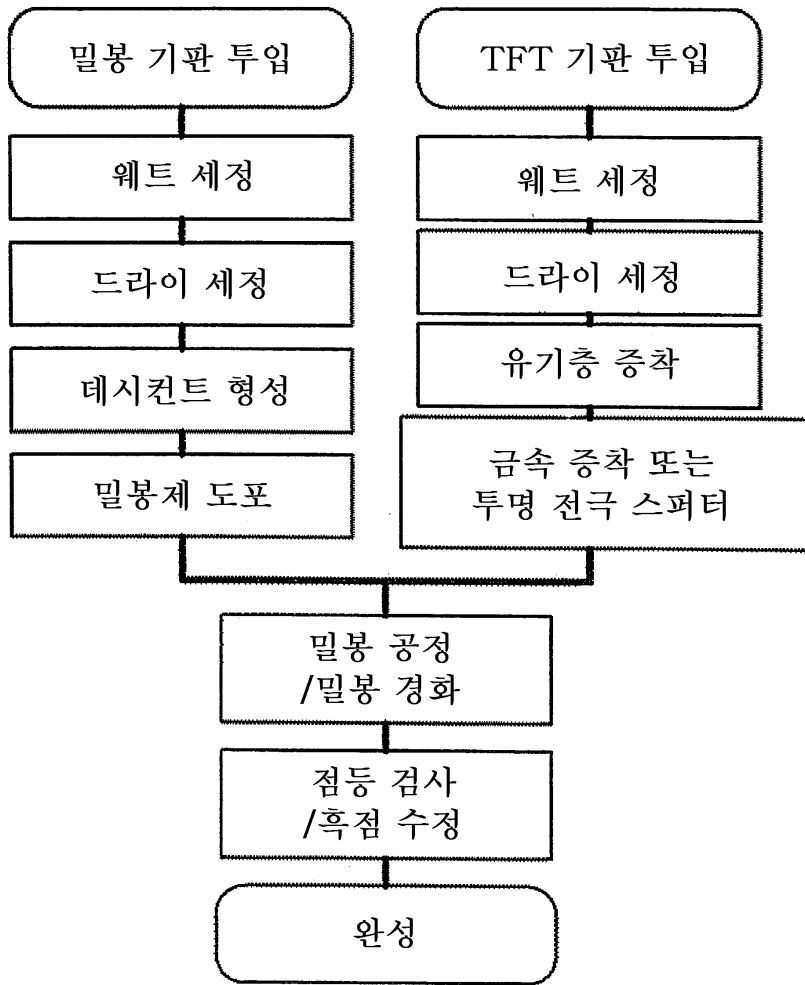 밀봉 기판 투입
웨트 세정
드라이 세정
데시컨트 형성
밀봉제 도포
TFT 기판 투입
웨트 세정
드라이 세정
유기층 증착
금속 증착 또는
투명 전극 스퍼터
밀봉 공정
/밀봉 경화
점등 검사
/흑점 수정
완성